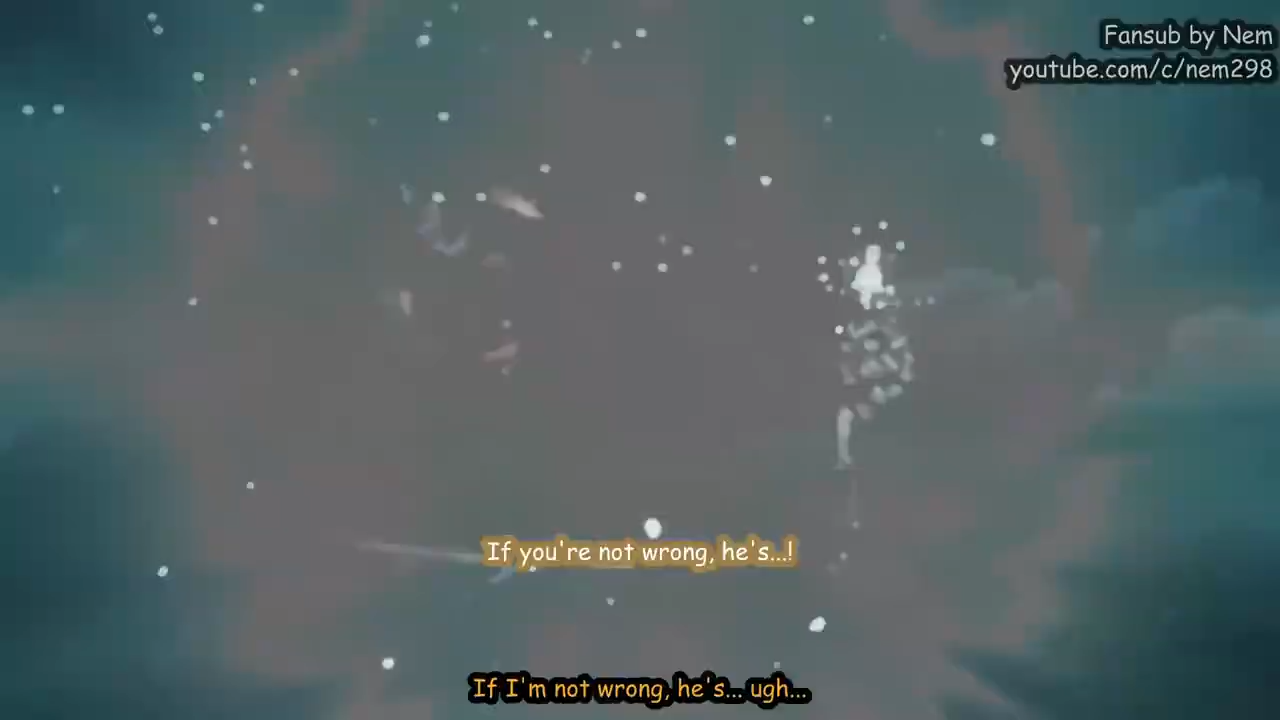 Fansub by Nem
youtube.com/c/nem298
If you're not wrong, he's...!
If I'm not wrong, he's... ugh...